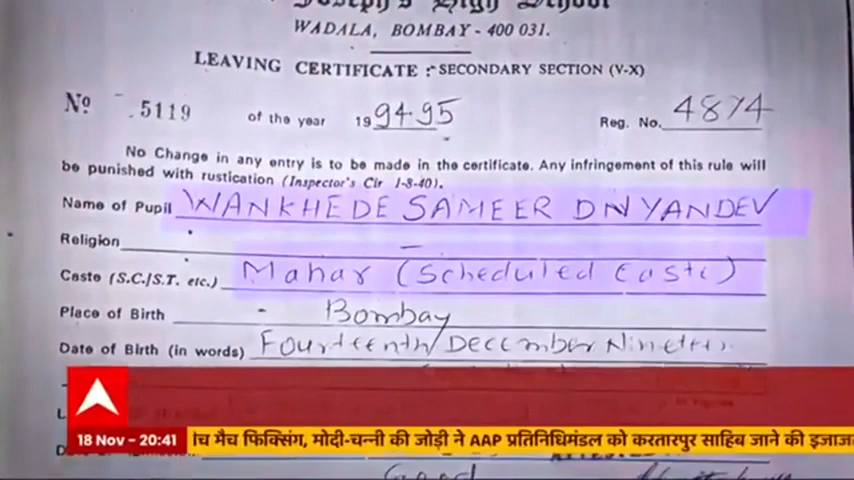 Joseph's High School
WADALA, BOMBAY - 400 031.
LEAVING CERTIFICATE :- SECONDARY SECTION (V-X)
Nº 5119 of the year 1994-95 Reg. No. 4874
No Change in any entry is to be made in the certificate. Any infringement of this rule will
be punished with rustication (Inspector's Cir 1-8-40).
Name of Pupil WANKHEDE SAMEER DNYANDEV
Religion —
Caste (S.C./S.T. etc.) Mahar (Scheduled Caste)
Place of Birth - Bombay
Date of Birth (in words) Fourteenth/December
18 Nov - 20:41 मैच फिक्सिंग, मोदी-चन्नी की जोड़ी ने AAP प्रतिनिधिमंडल को करतारपुर साहिब जाने की
Good